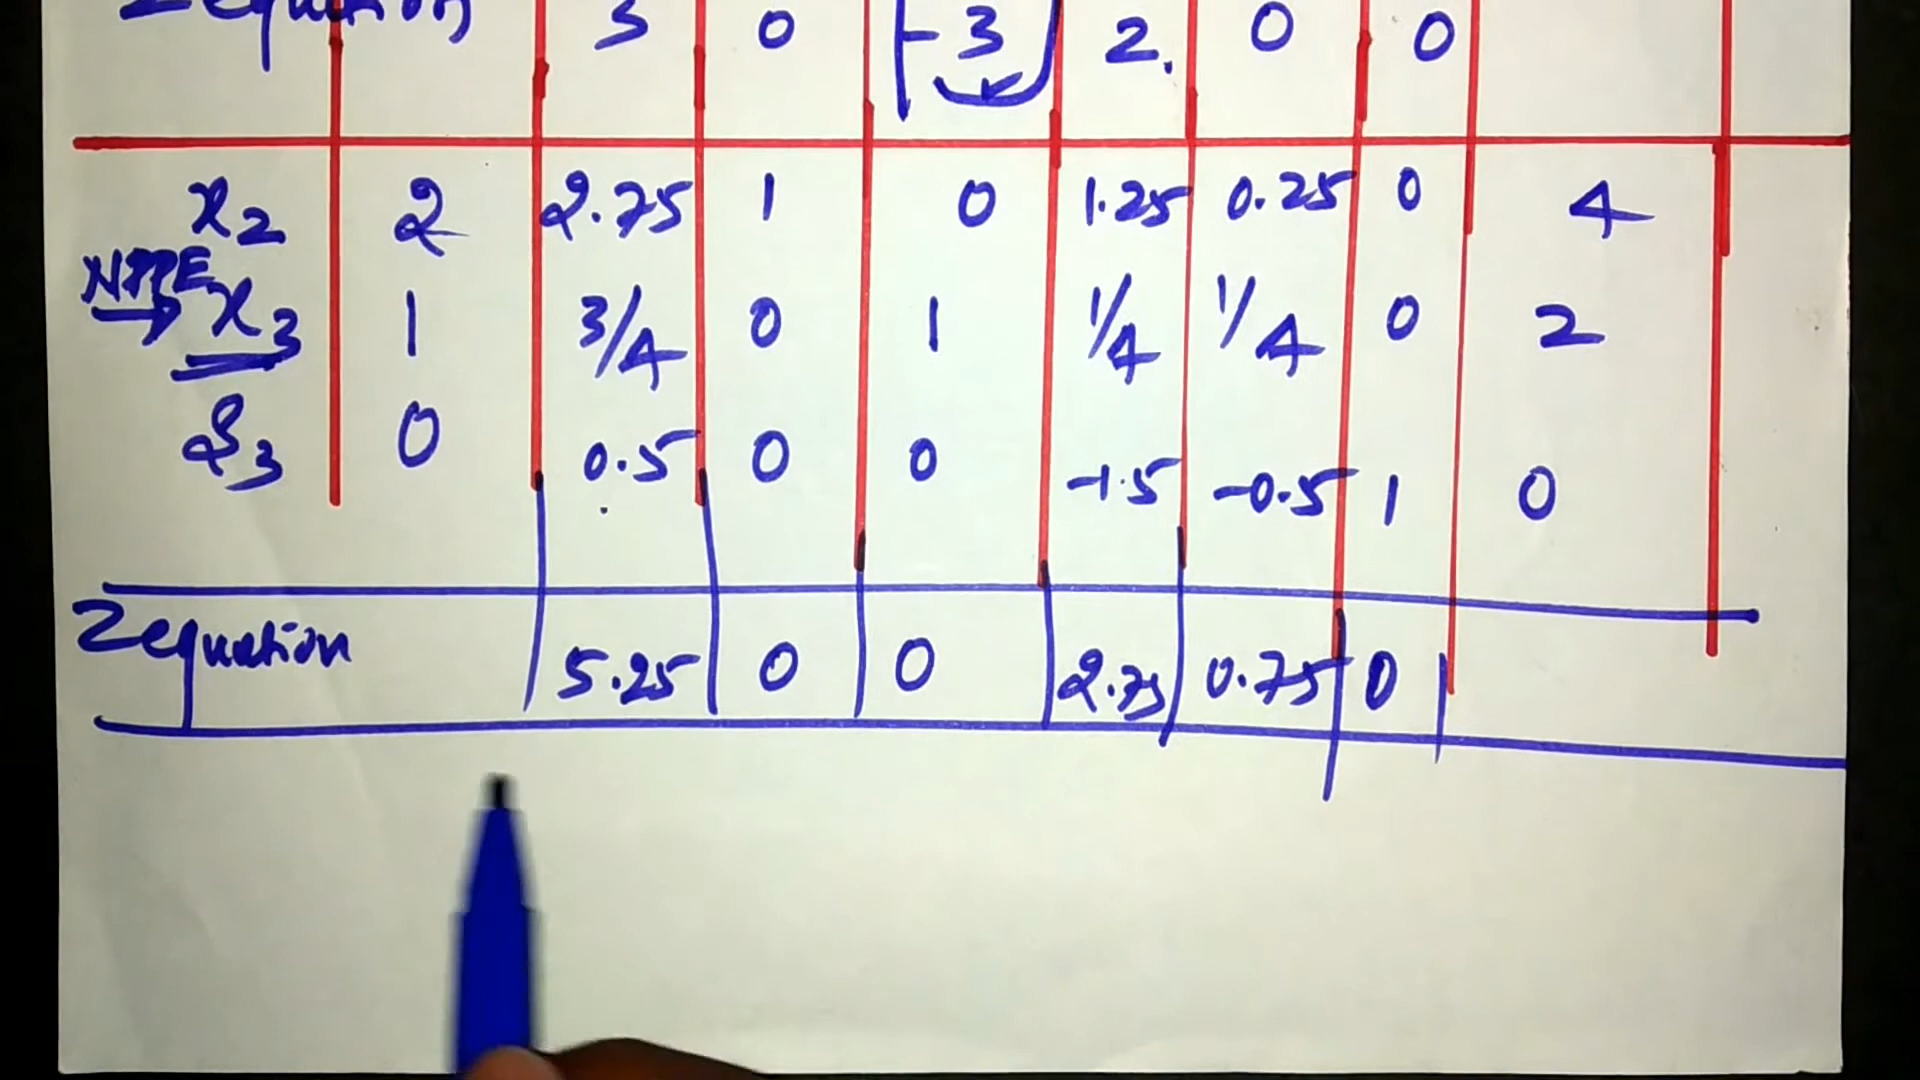 Zequation 3 0 -3 2. 0 0
x2 2 2.75 1 0 1.25 0.25 0 4
NPPE
→ x3 1 3/4 0 1 1/4 1/4 0 2
S3 0 0.5 0 0 -1.5 -0.5 1 0
Zequation 5.25 0 0 2.75 0.75 0